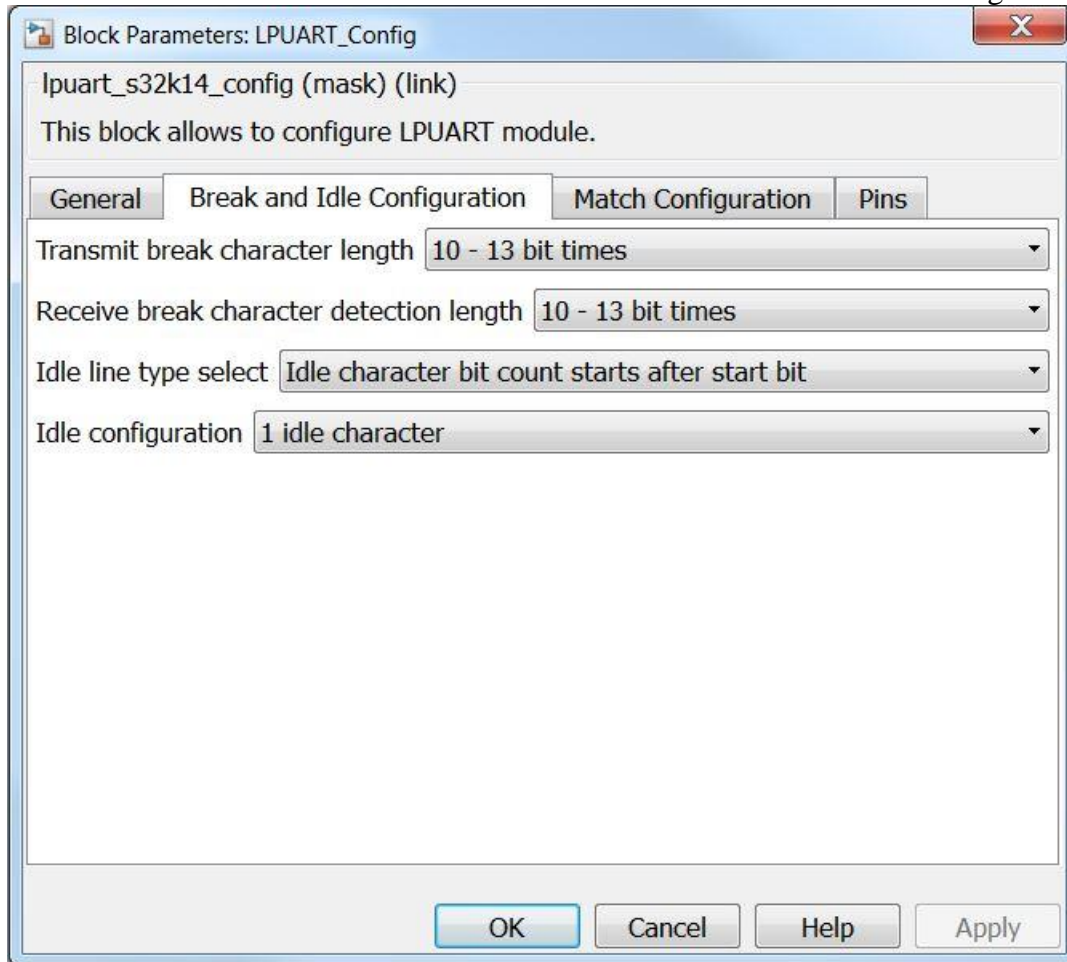 Block Parameters: LPUART_Config
lpuart_s32k14_config (mask) (link)
This block allows to configure LPUART module.
General Break and Idle Configuration Match Configuration Pins
Transmit break character length 10 - 13 bit times
Receive break character detection length 10 - 13 bit times
Idle line type select Idle character bit count starts after start bit
Idle configuration 1 idle character
OK Cancel Help Apply